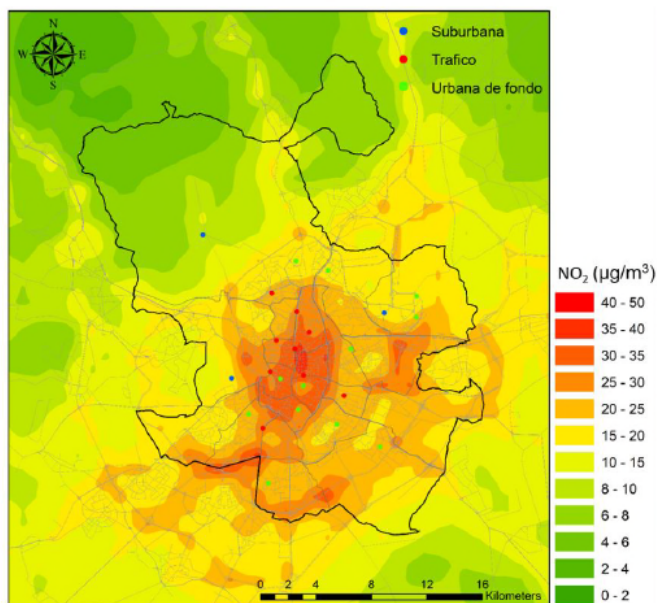 N
W E
S
Suburbana
Trafico
Urbana de fondo
NO₂ (µg/m³)
40 - 50
35 - 40
30 - 35
25 - 30
20 - 25
15 - 20
10 - 15
8 - 10
6 - 8
4 - 6
2 - 4
0 - 2
0 2 4 8 12 16
Kilometers